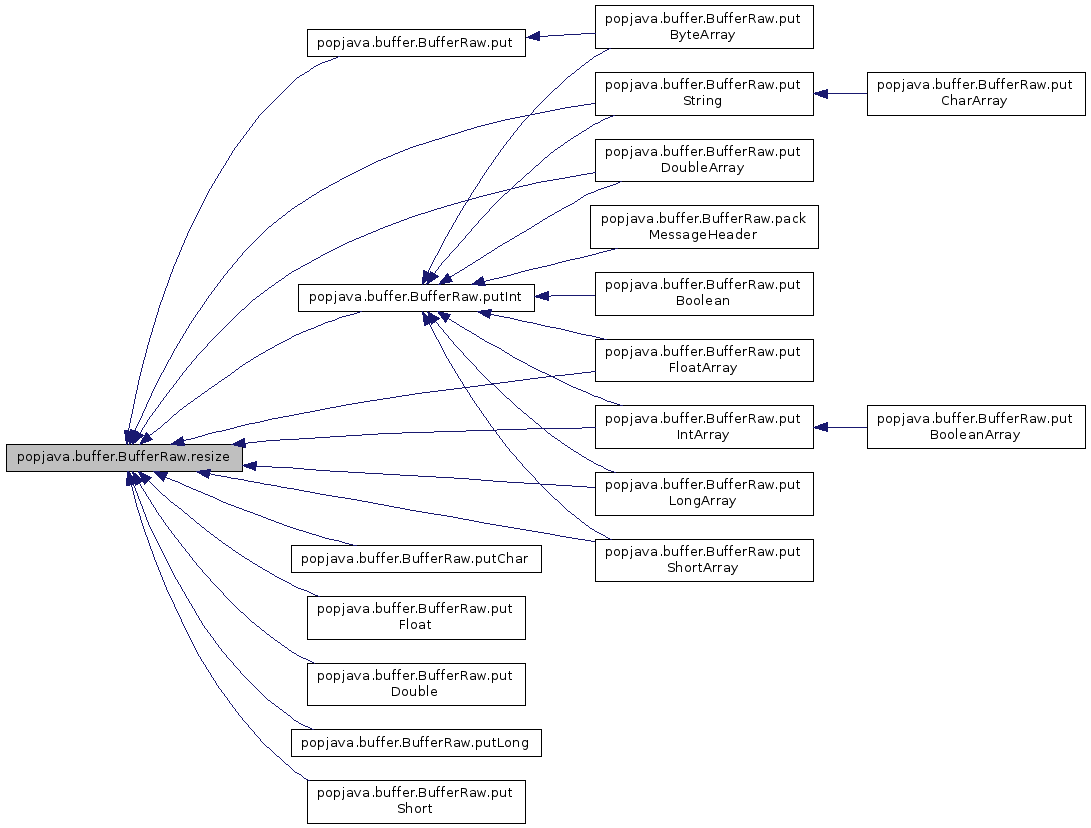 popjava.buffer.BufferRaw.resize
popjava.buffer.BufferRaw.put
popjava.buffer.BufferRaw.putInt
popjava.buffer.BufferRaw.putChar
popjava.buffer.BufferRaw.put
Float
popjava.buffer.BufferRaw.put
Double
popjava.buffer.BufferRaw.putLong
popjava.buffer.BufferRaw.put
Short
popjava.buffer.BufferRaw.put
ByteArray
popjava.buffer.BufferRaw.put
String
popjava.buffer.BufferRaw.put
DoubleArray
popjava.buffer.BufferRaw.pack
MessageHeader
popjava.buffer.BufferRaw.put
Boolean
popjava.buffer.BufferRaw.put
FloatArray
popjava.buffer.BufferRaw.put
IntArray
popjava.buffer.BufferRaw.put
LongArray
popjava.buffer.BufferRaw.put
ShortArray
popjava.buffer.BufferRaw.put
CharArray
popjava.buffer.BufferRaw.put
BooleanArray